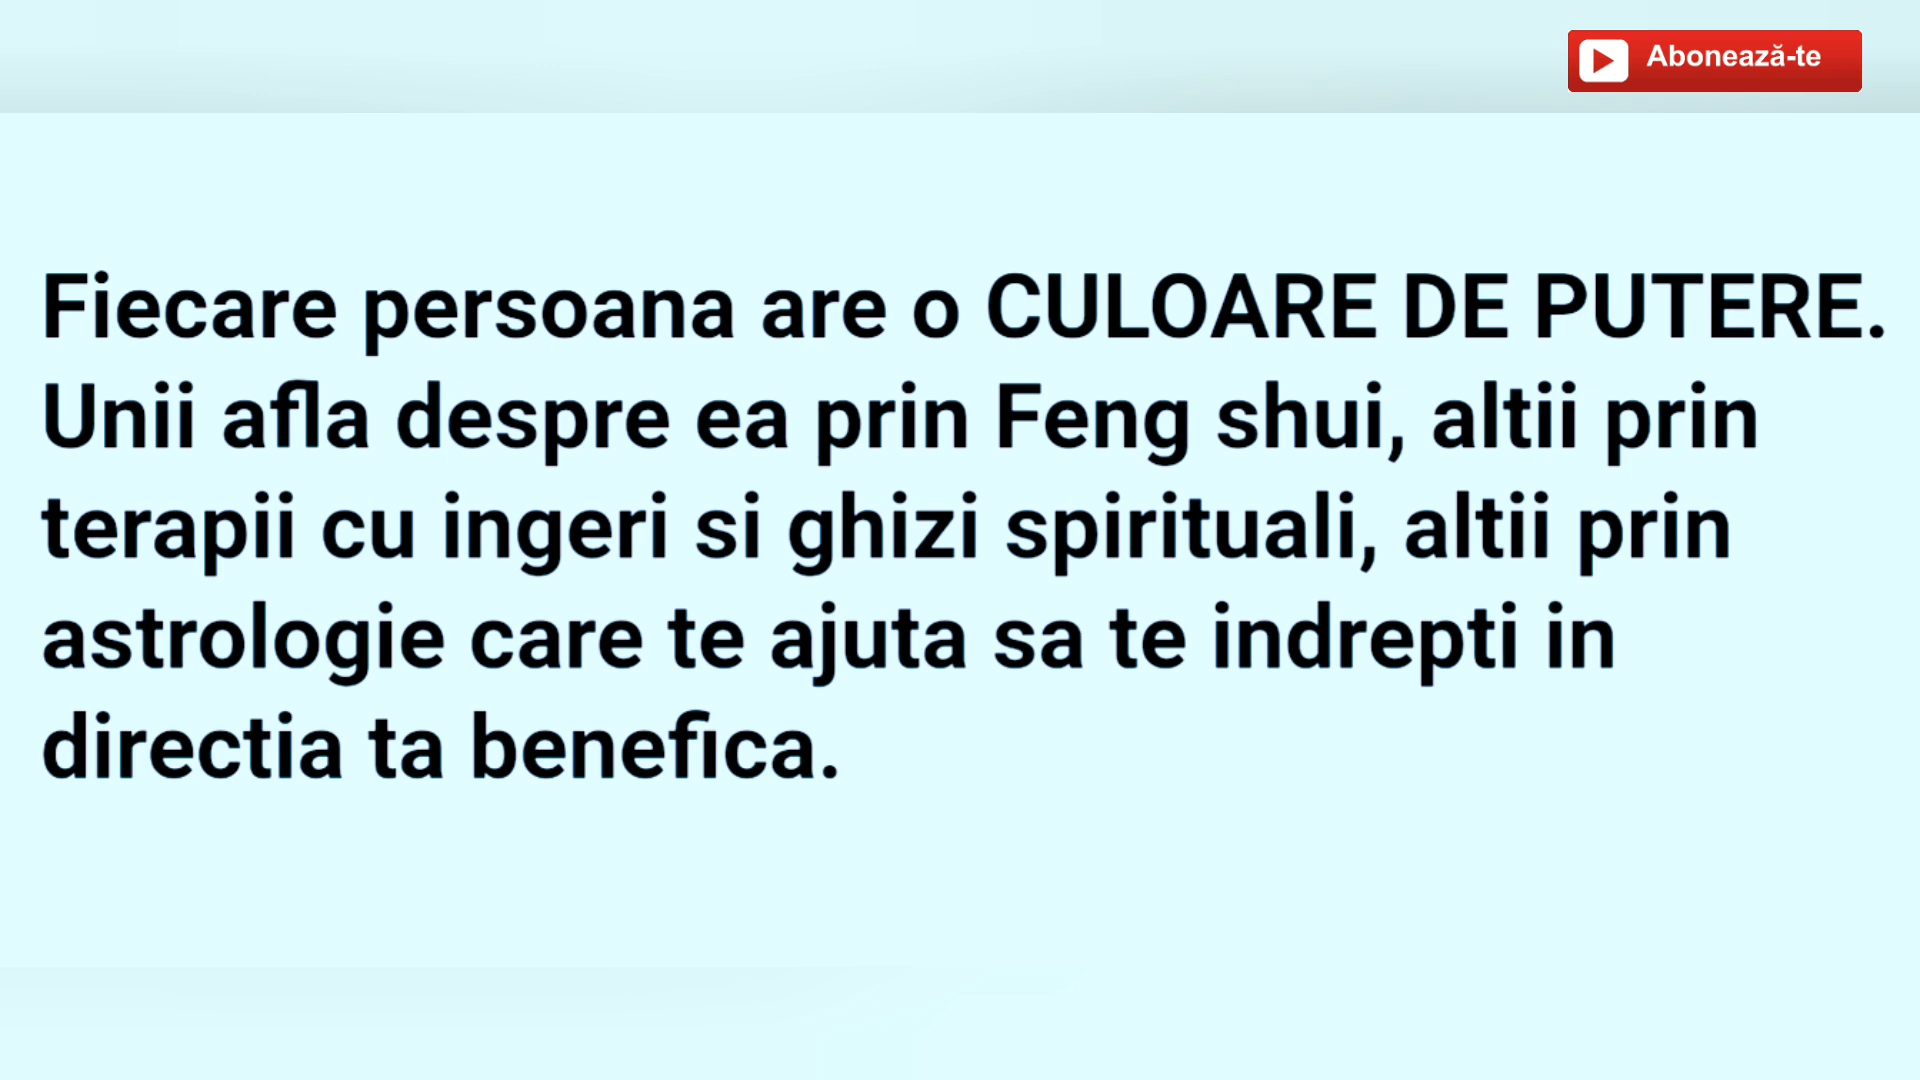 Abonează-te
Fiecare persoana are o CULOARE DE PUTERE.
Unii afla despre ea prin Feng shui, altii prin
terapii cu ingeri si ghizi spirituali, altii prin
astrologie care te ajuta sa te indrepti in
directia ta benefica.